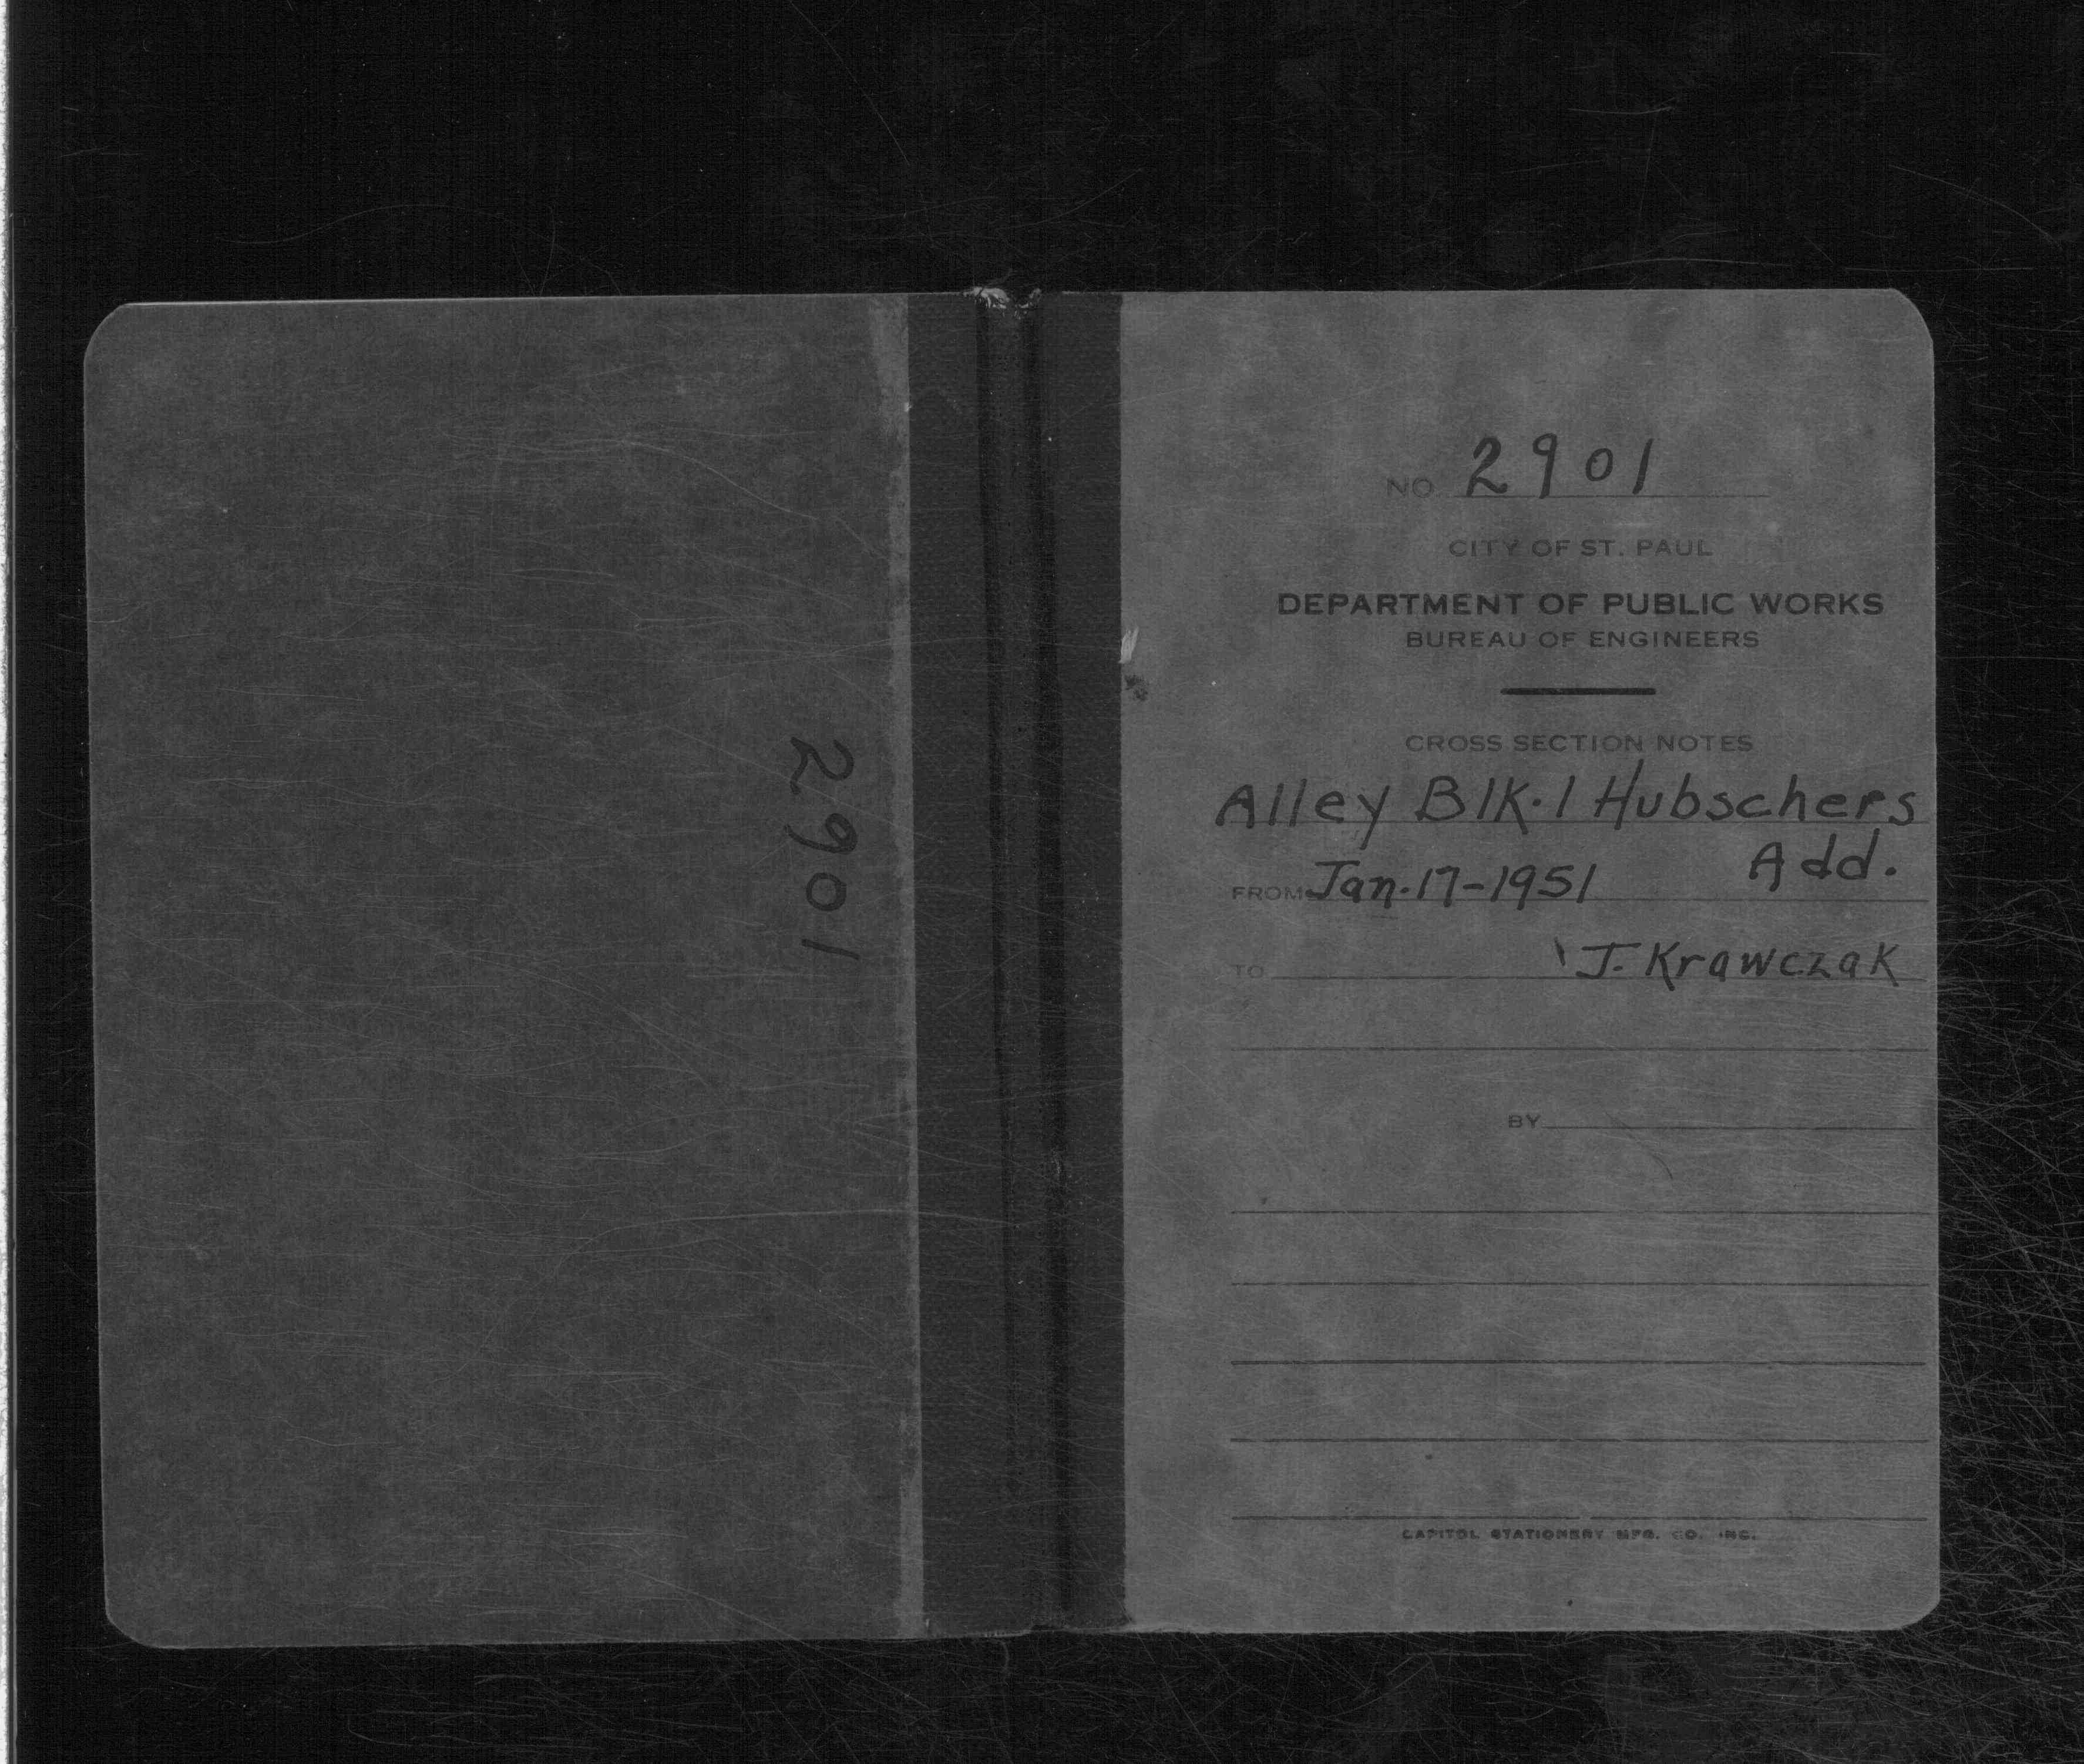 2901
NO 2901
CITY OF ST. PAUL
DEPARTMENT OF PUBLIC WORKS
BUREAU OF ENGINEERS
CROSS SECTION NOTES
Alley Blk. 1 Hubschers
Add.
FROM Jan. 17-1951
TO J. Krawczak
BY
CAPITOL STATIONERY MFG. CO. INC.